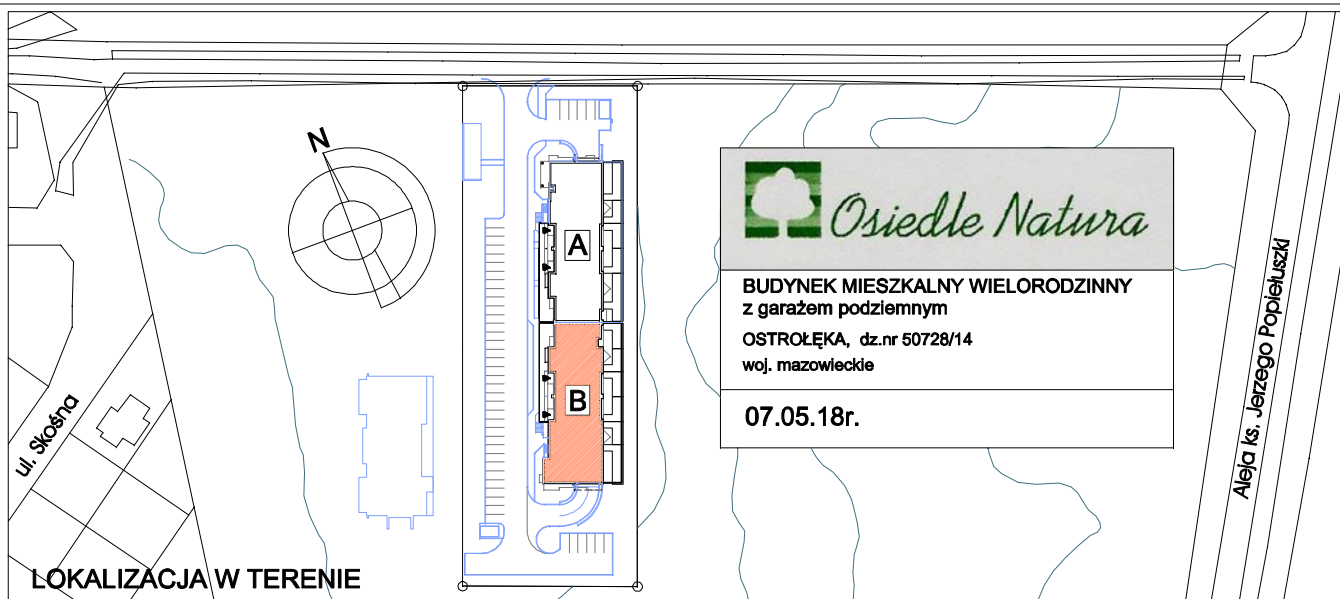 N
A
B
Osiedle Natura
BUDYNEK MIESZKALNY WIELORODZINNY
z garażem podziemnym
OSTROŁĘKA, dz.nr 50728/14
woj. mazowieckie
07.05.18r.
Aleja ks. Jerzego Popiełuszki
ul. Skośna
LOKALIZACJA W TERENIE